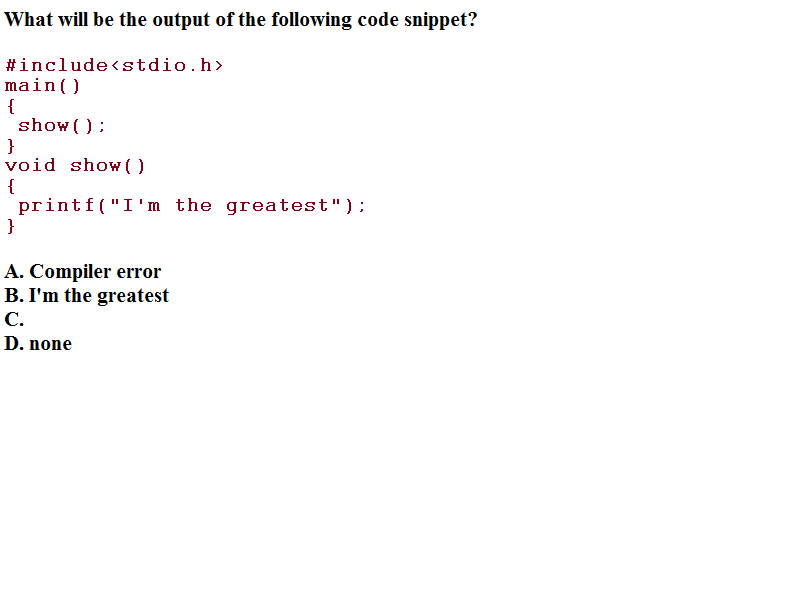 What will be the output of the following code snippet?
#include<stdio.h>
main()
{
show();
}
void show()
{
printf("I'm the greatest");
}
A. Compiler error
B. I'm the greatest
C.
D. none